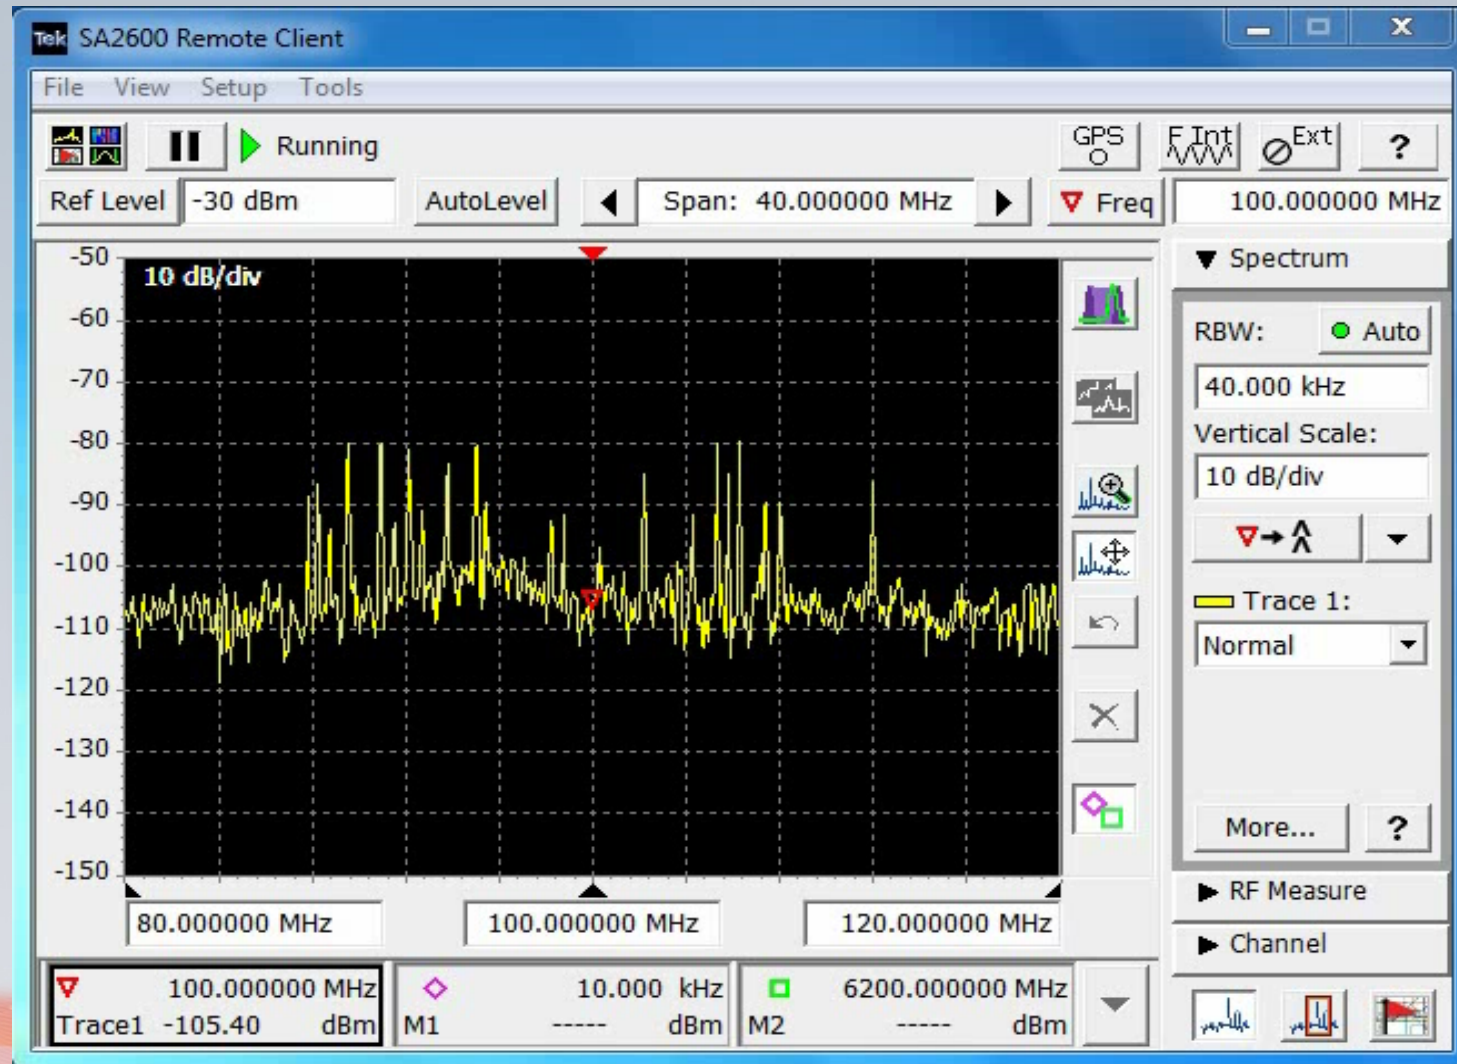 Tek SA2600 Remote Client
File View Setup Tools
Running
GPS
F Int
Ext
?
Ref Level -30 dBm AutoLevel Span: 40.000000 MHz Freq 100.000000 MHz
-50
10 dB/div
-60
-70
-80
-90
-100
-110
-120
-130
-140
-150
80.000000 MHz 100.000000 MHz 120.000000 MHz
Spectrum
RBW: Auto
40.000 kHz
Vertical Scale:
10 dB/div
Trace 1:
Normal
More... ?
RF Measure
Channel
100.000000 MHz
Trace1 -105.40 dBm
10.000 kHz
M1 ----- dBm
6200.000000 MHz
M2 ----- dBm